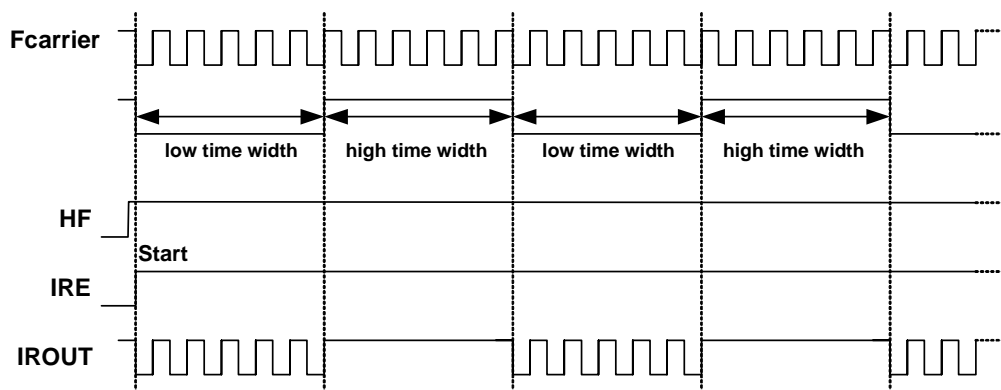 Fcarrier
low time width high time width low time width high time width
HF
Start
IRE
IROUT